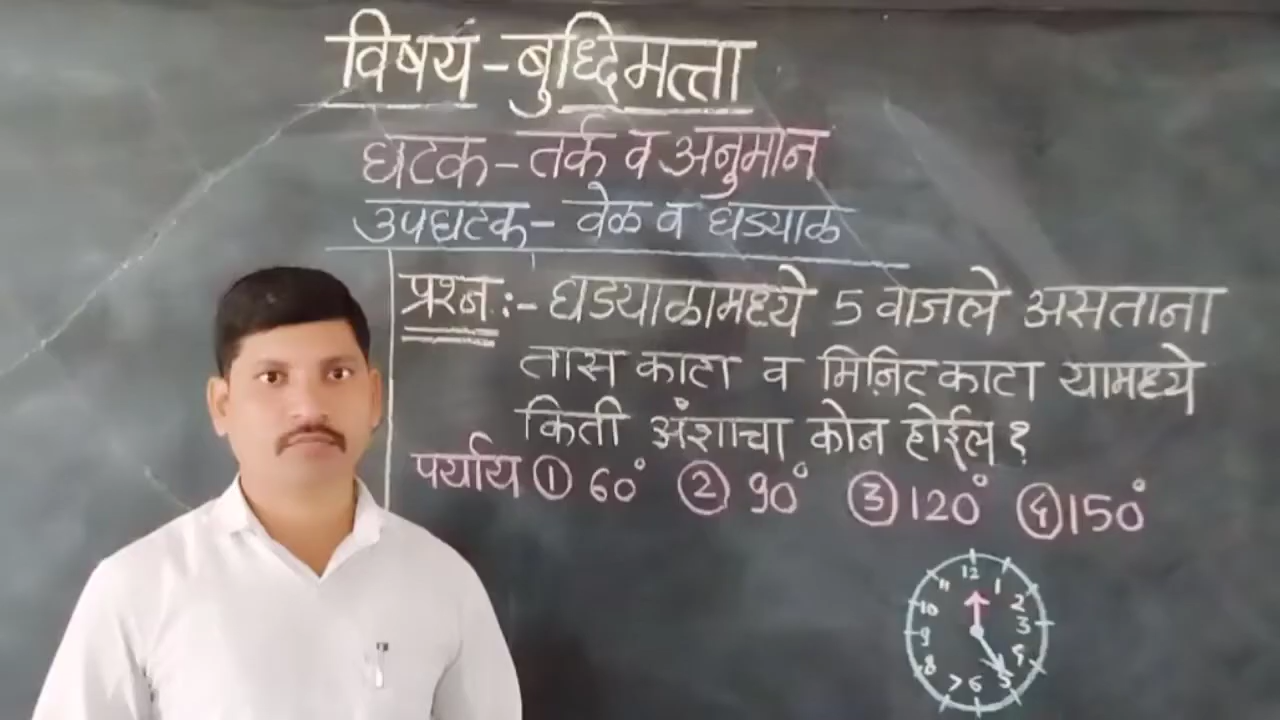 विषय - बुध्दिमत्ता
घटक - तर्क व अनुमान
उपघटक - वेळ व घड्याळ
प्रश्न :- घड्याळामध्ये 5 वाजले असताना
तास काटा व मिनिट काटा यामध्ये
किती अंशाचा कोन होईल ?
पर्याय ① 60° ② 90° ③ 120° ④ 150°
12
11 1
10 2
9 3
8 4
7 6 5